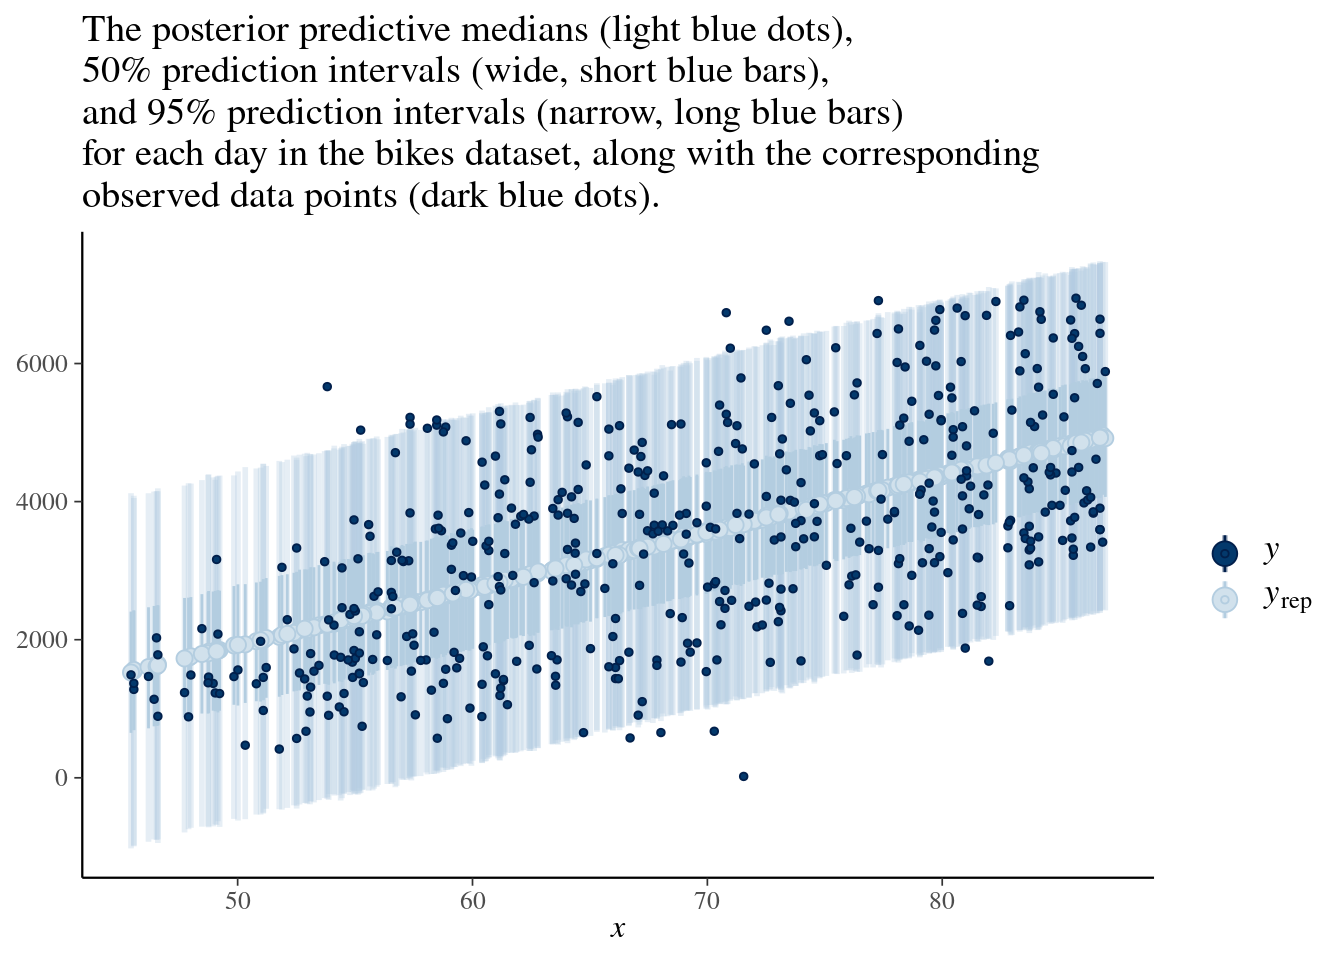 The posterior predictive medians (light blue dots),
50% prediction intervals (wide, short blue bars),
and 95% prediction intervals (narrow, long blue bars)
for each day in the bikes dataset, along with the corresponding
observed data points (dark blue dots).
6000
4000
2000
0
50
60
70
80
x
y
yrep